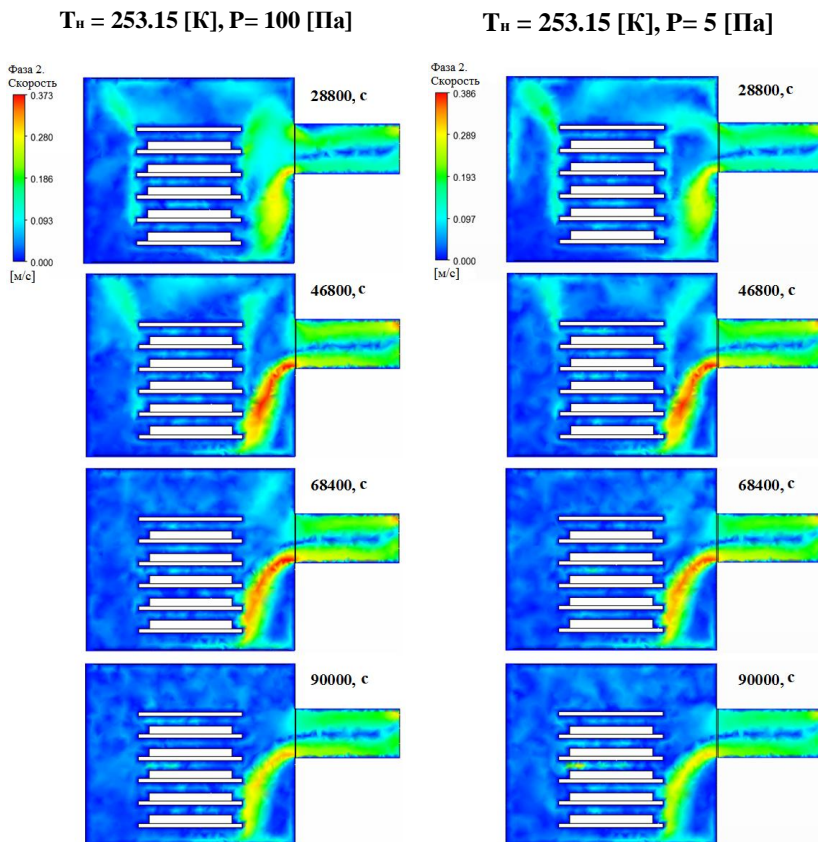 Tн = 253.15 [К], P= 100 [Па]
Tн = 253.15 [К], P= 5 [Па]
Фаза 2.
Скорость
0.373
0.280
0.186
0.093
0.000
[м/с]
28800, с
46800, с
68400, с
90000, с
Фаза 2.
Скорость
0.386
0.289
0.193
0.097
0.000
[м/с]
28800, с
46800, с
68400, с
90000, с